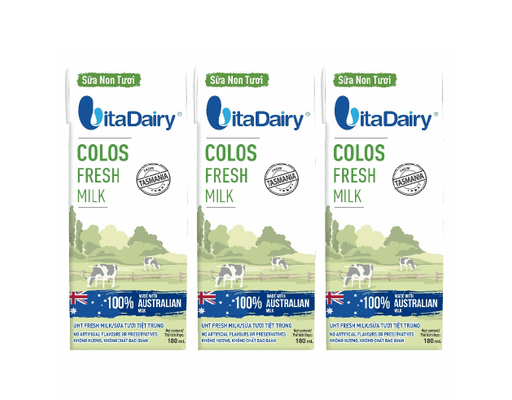 Sữa Non Tươi
VitaDairy®
COLOS
FRESH
MILK
FROM
TASMANIA
100% MADE WITH
AUSTRALIAN
MILK
UHT FRESH MILK/SỮA TƯƠI TIỆT TRÙNG
NO ARTIFICIAL FLAVOURS OR PRESERVATIVES
KHÔNG HƯƠNG, KHÔNG CHẤT BẢO QUẢN
Net content/
Thể tích thực:
180 mL
Sữa Non Tươi
VitaDairy®
COLOS
FRESH
MILK
FROM
TASMANIA
100% MADE WITH
AUSTRALIAN
MILK
UHT FRESH MILK/SỮA TƯƠI TIỆT TRÙNG
NO ARTIFICIAL FLAVOURS OR PRESERVATIVES
KHÔNG HƯƠNG, KHÔNG CHẤT BẢO QUẢN
Net content/
Thể tích thực:
180 mL
Sữa Non Tươi
VitaDairy®
COLOS
FRESH
MILK
FROM
TASMANIA
100% MADE WITH
AUSTRALIAN
MILK
UHT FRESH MILK/SỮA TƯƠI TIỆT TRÙNG
NO ARTIFICIAL FLAVOURS OR PRESERVATIVES
KHÔNG HƯƠNG, KHÔNG CHẤT BẢO QUẢN
Net content/
Thể tích thực:
180 mL